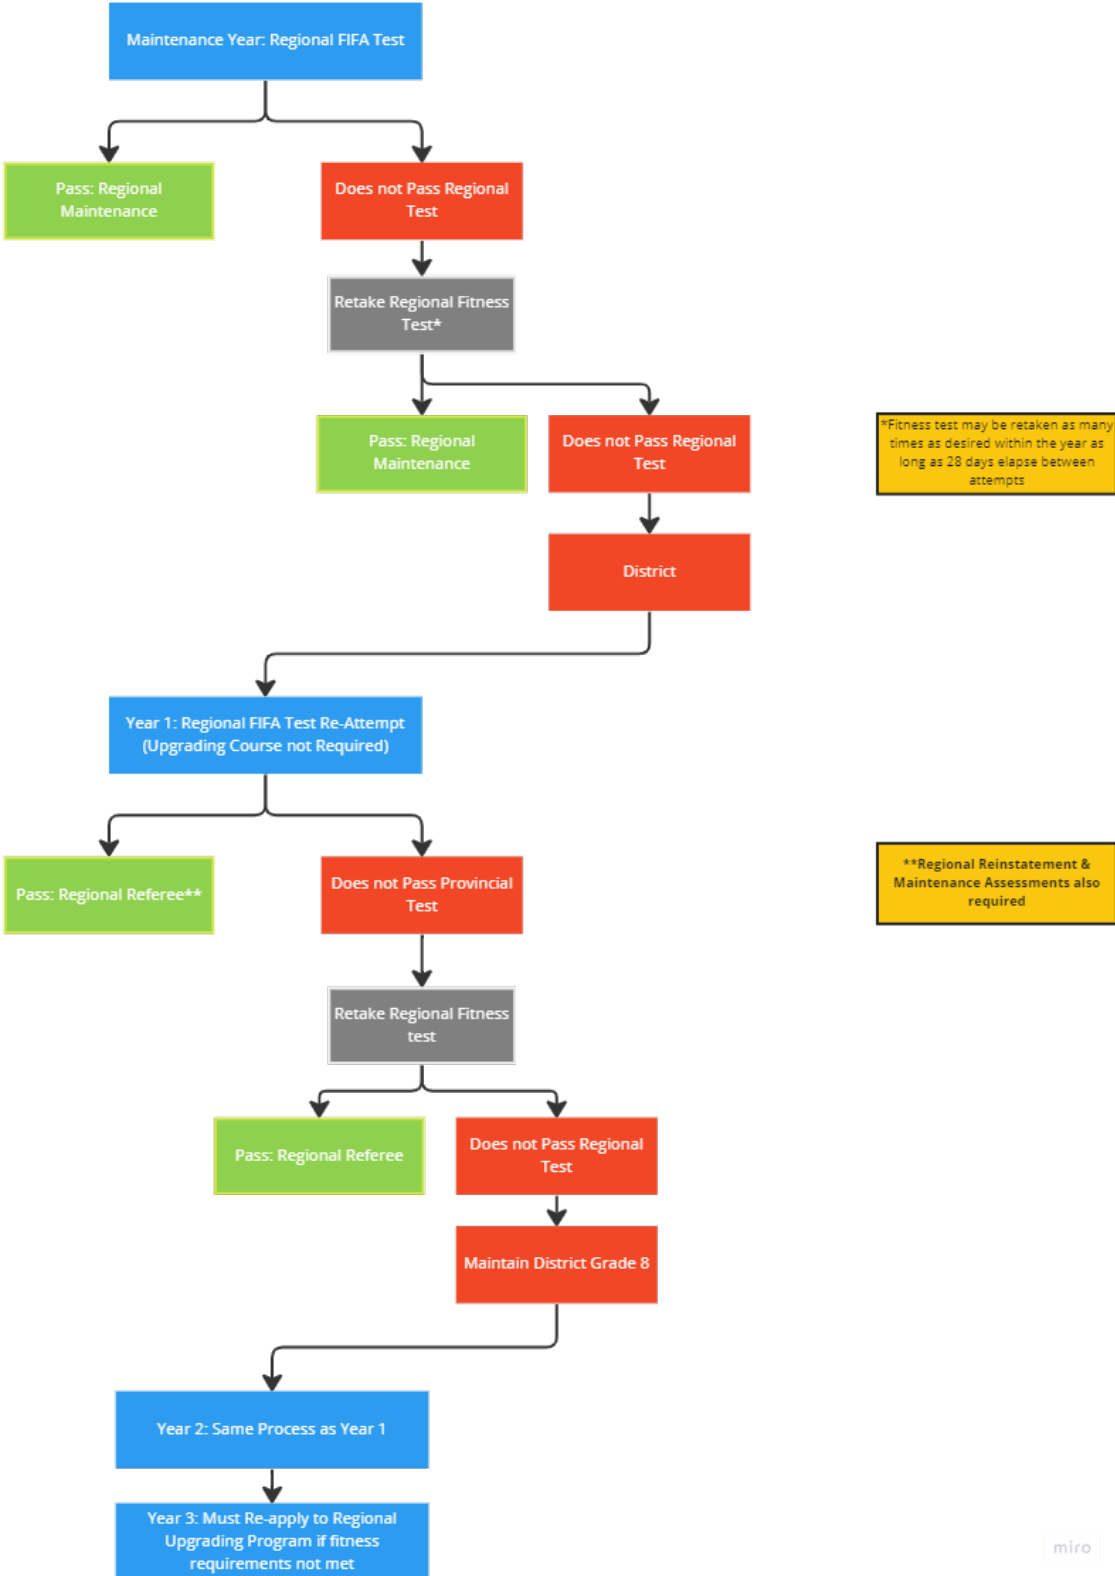 Maintenance Year: Regional FIFA Test
Pass: Regional
Maintenance
Does not Pass Regional
Test
Retake Regional Fitness
Test*
Pass: Regional
Maintenance
Does not Pass Regional
Test
*Fitness test may be retaken as many
times as desired within the year as
long as 28 days elapse between
attempts
District
Year 1: Regional FIFA Test Re-Attempt
(Upgrading Course not Required)
Pass: Regional Referee**
Does not Pass Provincial
Test
**Regional Reinstatement &
Maintenance Assessments also
required
Retake Regional Fitness
test
Pass: Regional Referee
Does not Pass Regional
Test
Maintain District Grade 8
Year 2: Same Process as Year 1
Year 3: Must Re-apply to Regional
Upgrading Program if fitness
requirements not met
miro